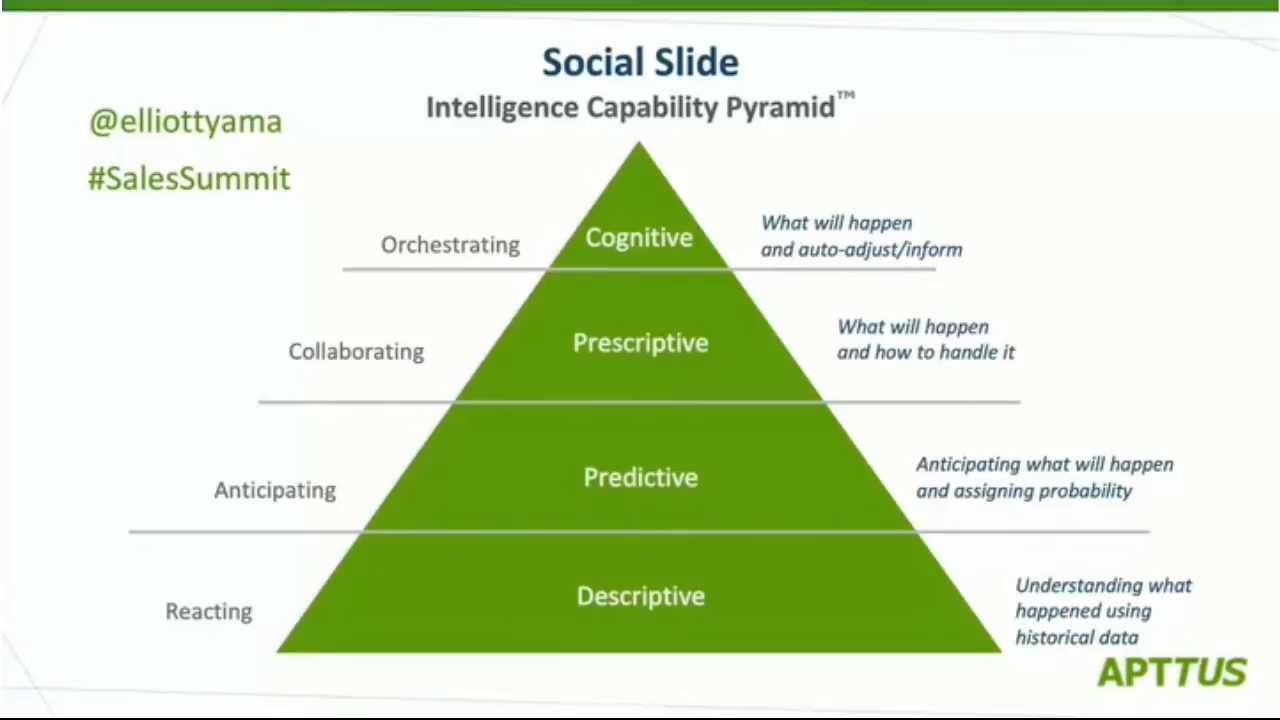 Social Slide
Intelligence Capability Pyramid™
@elliottyama
#SalesSummit
Orchestrating
Cognitive
What will happen
and auto-adjust/inform
Collaborating
Prescriptive
What will happen
and how to handle it
Anticipating
Predictive
Anticipating what will happen
and assigning probability
Reacting
Descriptive
Understanding what
happened using
historical data
APTTUS